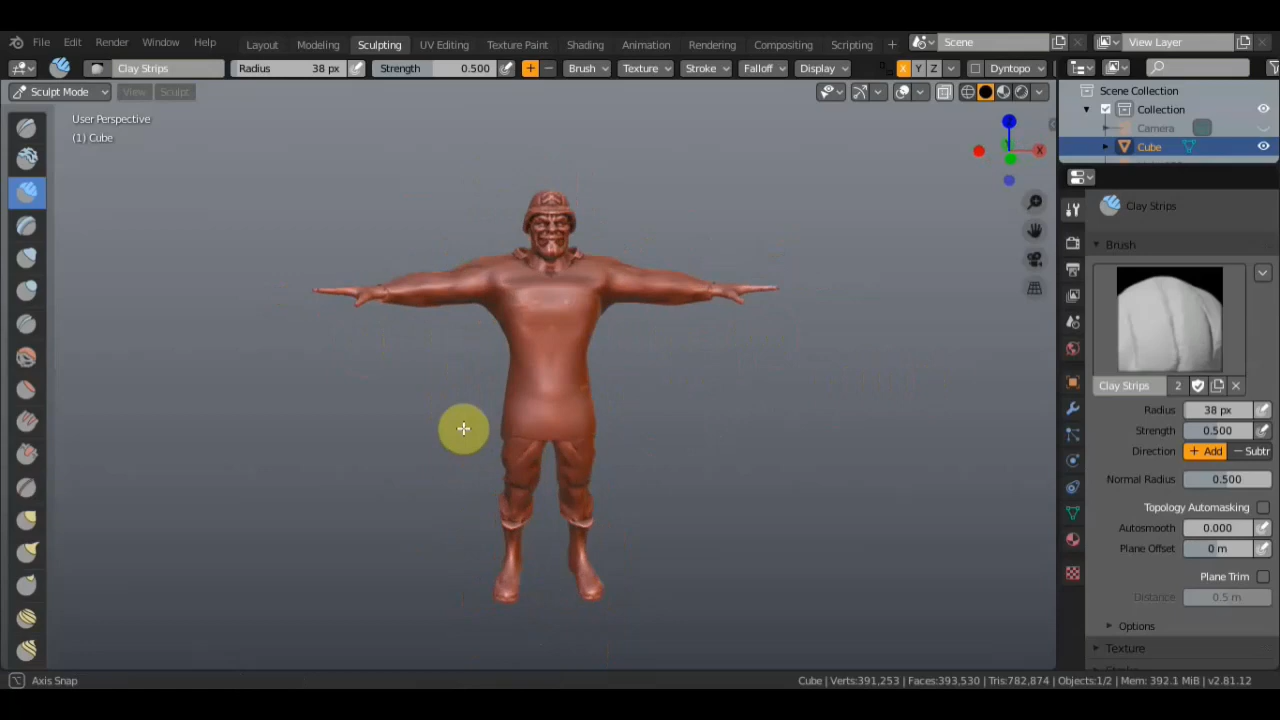 File Edit Render Window Help Layout Modeling Sculpting UV Editing Texture Paint Shading Animation Rendering Compositing Scripting + Scene View Layer
Clay Strips Radius 38 px Strength 0.500 + − Brush Texture Stroke Falloff Display X Y Z Dyntopo
Sculpt Mode View Sculpt
Scene Collection
Collection
Camera
Cube
User Perspective
(1) Cube
X
Clay Strips
Brush
Clay Strips 2
Radius 38 px
Strength 0.500
Direction + Add − Subtr
Normal Radius 0.500
Topology Automasking
Autosmooth 0.000
Plane Offset 0 m
Plane Trim
Distance 0.5 m
Options
Texture
Axis Snap
Cube | Verts:391,253 | Faces:393,530 | Tris:782,874 | Objects:1/2 | Mem: 392.1 MiB | v2.81.12